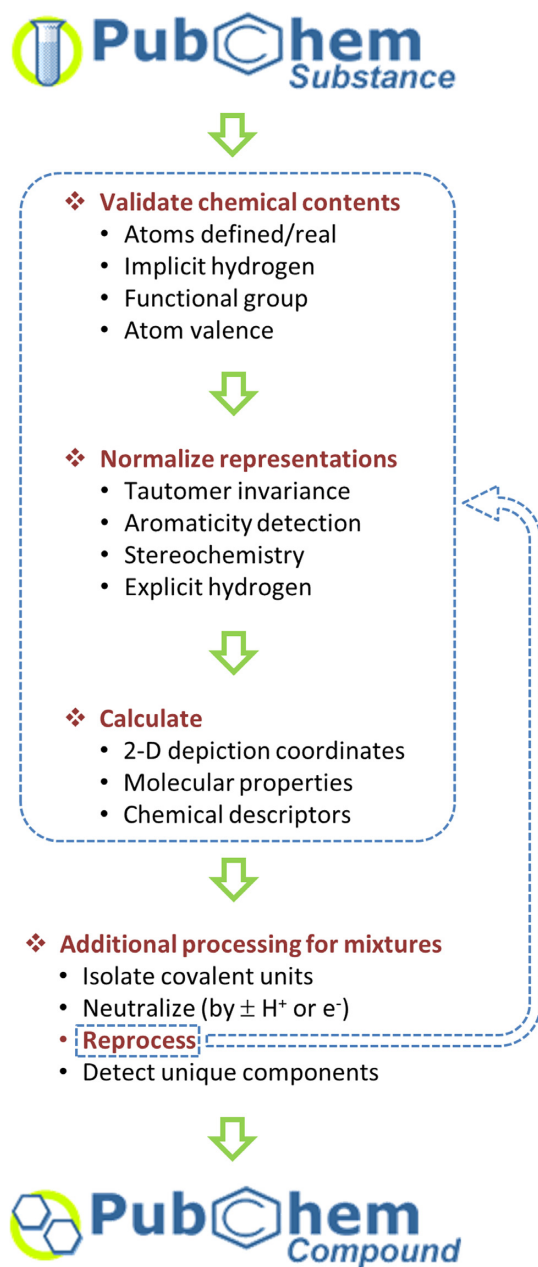 PubChem
Substance
❖ Validate chemical contents
• Atoms defined/real
• Implicit hydrogen
• Functional group
• Atom valence
❖ Normalize representations
• Tautomer invariance
• Aromaticity detection
• Stereochemistry
• Explicit hydrogen
❖ Calculate
• 2-D depiction coordinates
• Molecular properties
• Chemical descriptors
❖ Additional processing for mixtures
• Isolate covalent units
• Neutralize (by ± H⁺ or e⁻)
• Reprocess
• Detect unique components
PubChem
Compound